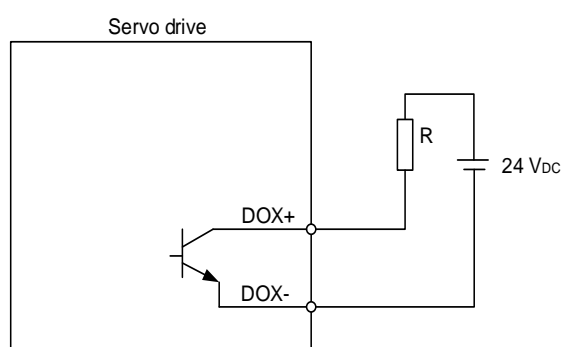 Servo drive
R
24 VDC
DOX+
DOX-